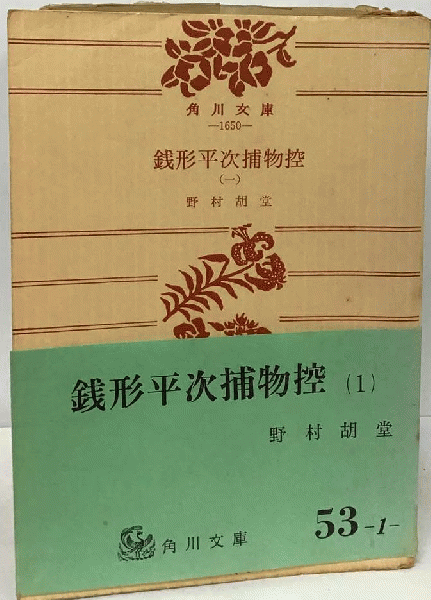 角川文庫
—1650—
銭形平次捕物控
(一)
野村胡堂
銭形平次捕物控 (1)
野村胡堂
角川文庫
53-1-